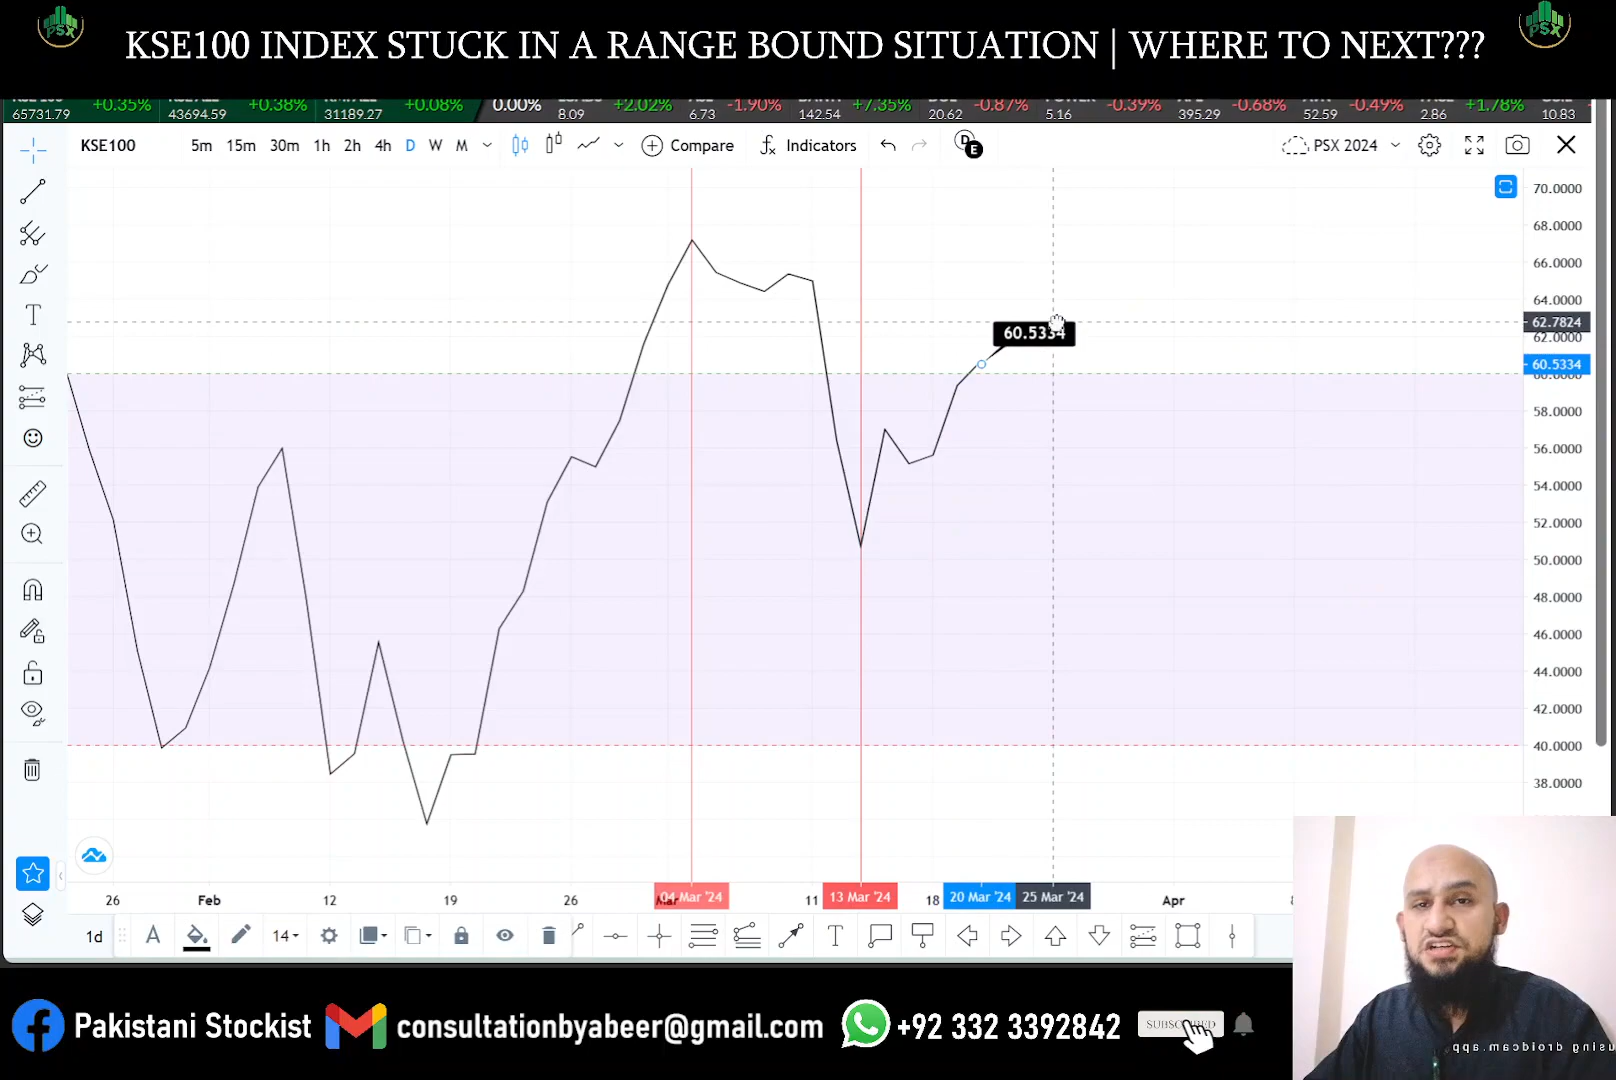 PSX
KSE100 INDEX STUCK IN A RANGE BOUND SITUATION | WHERE TO NEXT???
PSX
+0.35% +0.38% +0.08% 0.00% +2.02% -1.90% +7.35% -0.87% -0.39% -0.68% -0.49% +1.78%
65731.79 43694.59 31189.27 8.09 6.73 142.54 20.62 5.16 395.29 52.59 2.86 10.83
KSE100 5m 15m 30m 1h 2h 4h D W M Compare Indicators D E PSX 2024
70.0000
68.0000
66.0000
64.0000
62.7824
62.0000
60.5334
60.5334
58.0000
56.0000
54.0000
52.0000
50.0000
48.0000
46.0000
44.0000
42.0000
40.0000
38.0000
26 Feb 12 19 26 04 Mar '24 11 13 Mar '24 18 20 Mar '24 25 Mar '24 Apr
1d A 14 T
Pakistani Stockist consultationbyabeer@gmail.com +92 332 3392842 SUBSCRIBED
using droidcam.app